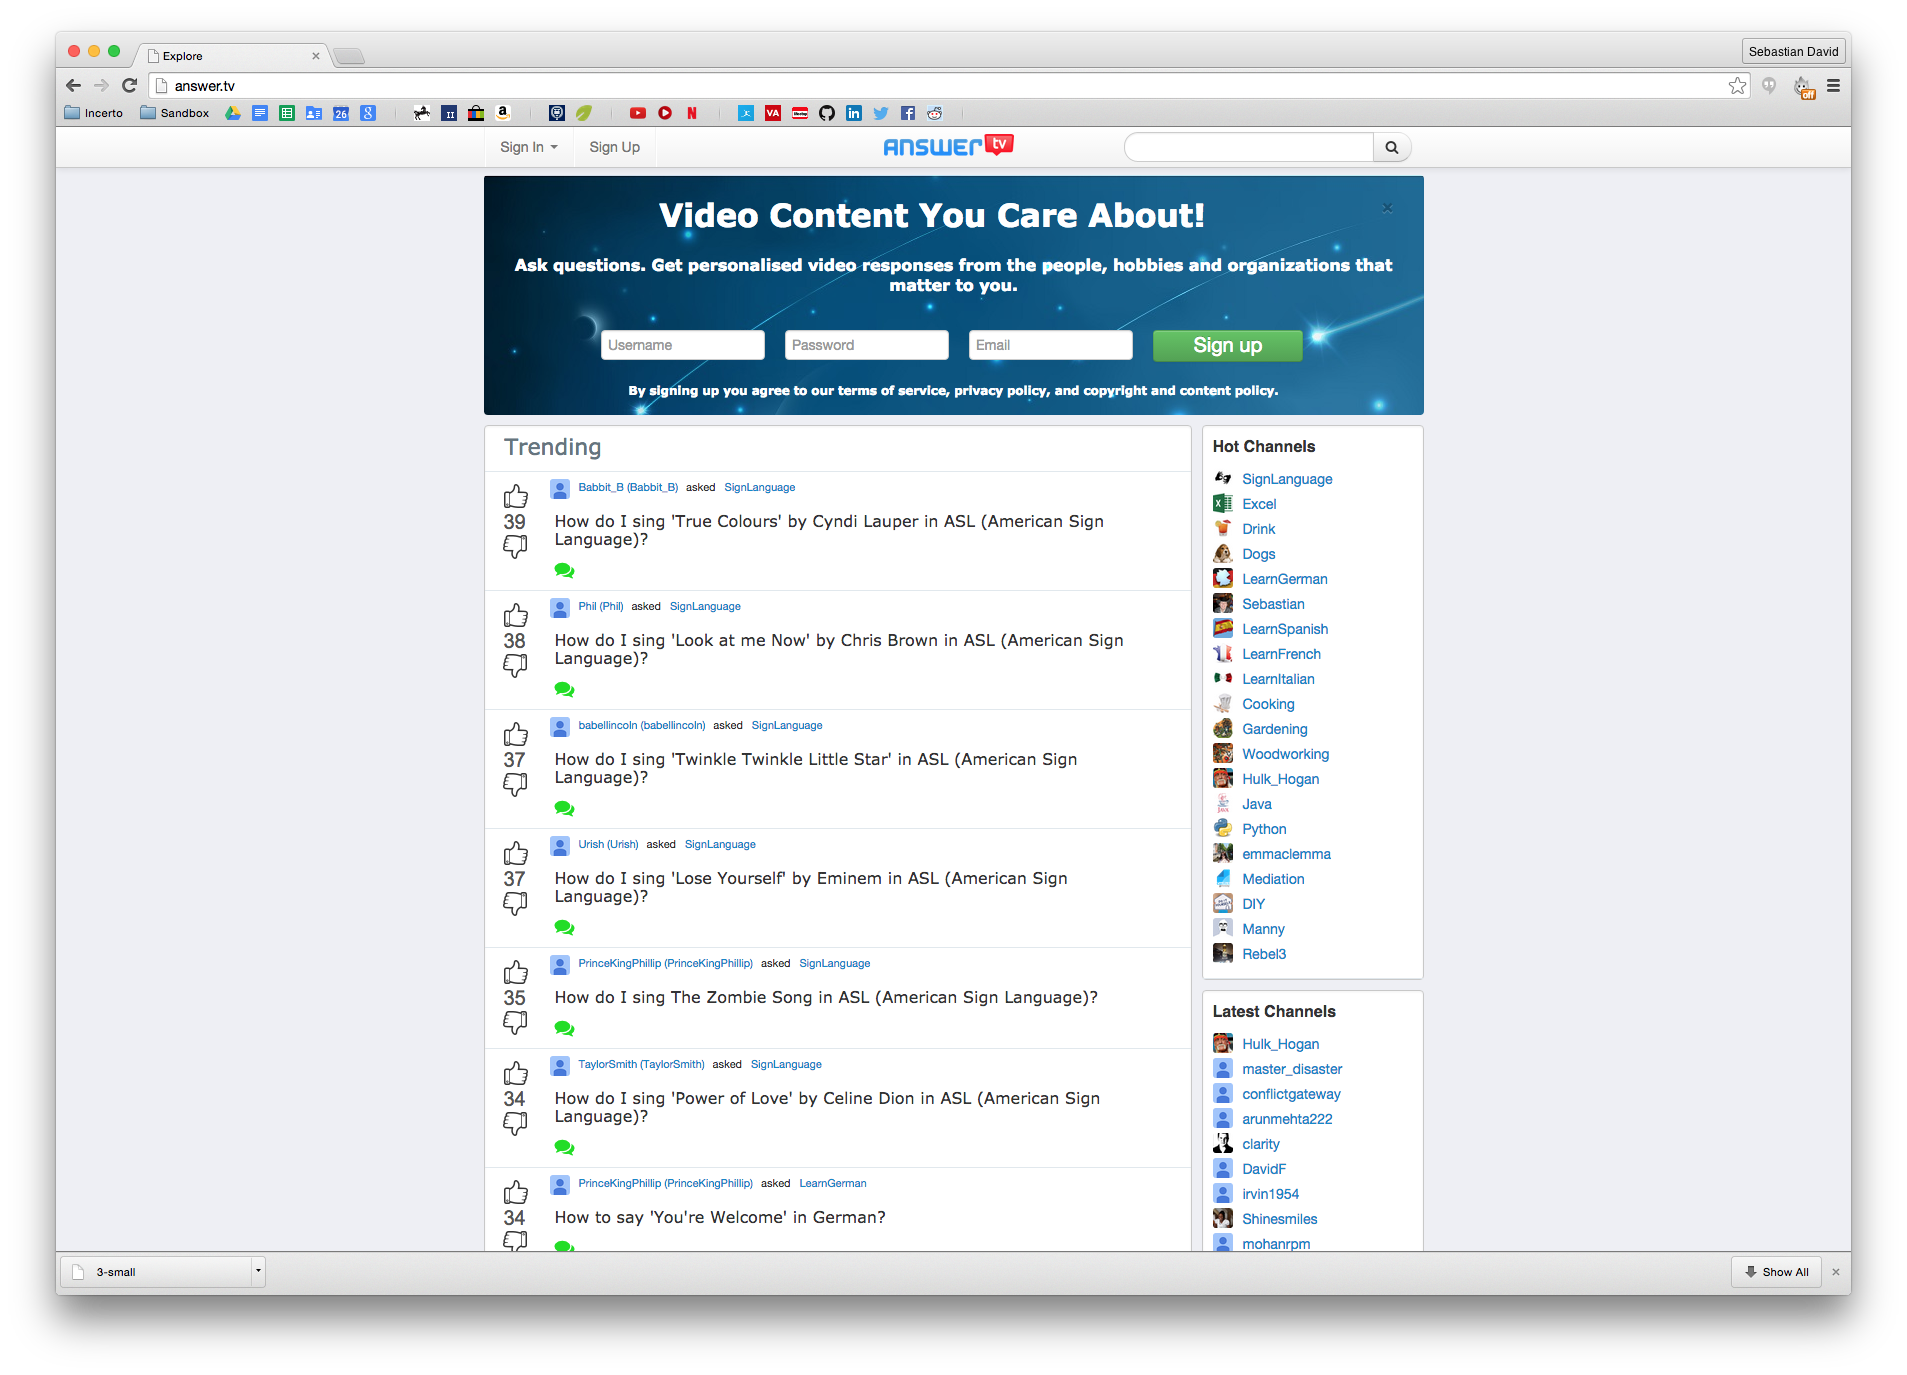 Explore
Sebastian David
answer.tv
Incerto
Sandbox
26
8
π
a
N
VA
in
off
Sign In
Sign Up
ANSWER tv
Video Content You Care About!
Ask questions. Get personalised video responses from the people, hobbies and organizations that
matter to you.
Username
Password
Email
Sign up
By signing up you agree to our terms of service, privacy policy, and copyright and content policy.
Trending
Babbit_B (Babbit_B) asked SignLanguage
39
How do I sing 'True Colours' by Cyndi Lauper in ASL (American Sign
Language)?
Phil (Phil) asked SignLanguage
38
How do I sing 'Look at me Now' by Chris Brown in ASL (American Sign
Language)?
babellincoln (babellincoln) asked SignLanguage
37
How do I sing 'Twinkle Twinkle Little Star' in ASL (American Sign
Language)?
Urish (Urish) asked SignLanguage
37
How do I sing 'Lose Yourself' by Eminem in ASL (American Sign
Language)?
PrinceKingPhillip (PrinceKingPhillip) asked SignLanguage
35
How do I sing The Zombie Song in ASL (American Sign Language)?
TaylorSmith (TaylorSmith) asked SignLanguage
34
How do I sing 'Power of Love' by Celine Dion in ASL (American Sign
Language)?
PrinceKingPhillip (PrinceKingPhillip) asked LearnGerman
34
How to say 'You're Welcome' in German?
Hot Channels
SignLanguage
Excel
Drink
Dogs
LearnGerman
Sebastian
LearnSpanish
LearnFrench
LearnItalian
Cooking
Gardening
Woodworking
Hulk_Hogan
Java
Python
emmaclemma
Mediation
DIY
Manny
Rebel3
Latest Channels
Hulk_Hogan
master_disaster
conflictgateway
arunmehta222
clarity
DavidF
irvin1954
Shinesmiles
mohanrpm
3-small
Show All